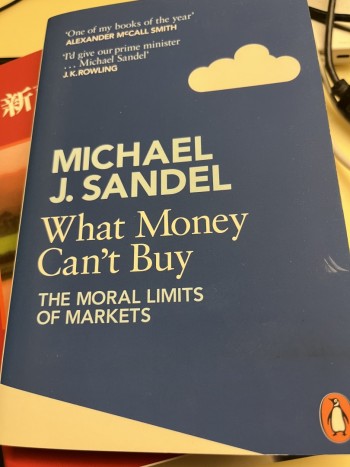 'One of my books of the year'
ALEXANDER McCALL SMITH
'I'd give our prime minister
... Michael Sandel'
J.K.ROWLING
MICHAEL
J. SANDEL
What Money
Can't Buy
THE MORAL LIMITS
OF MARKETS
新